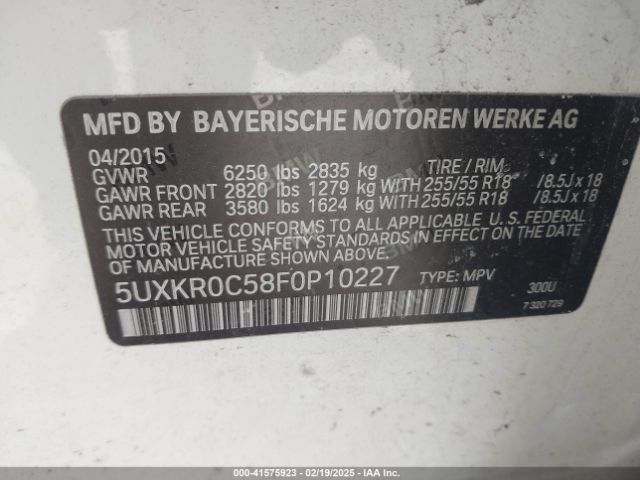 MFD BY BAYERISCHE MOTOREN WERKE AG
04/2015
GVWR 6250 lbs 2835 kg TIRE / RIM
GAWR FRONT 2820 lbs 1279 kg WITH 255/55 R18 /8.5J x 18
GAWR REAR 3580 lbs 1624 kg WITH 255/55 R18 /8.5J x 18
THIS VEHICLE CONFORMS TO ALL APPLICABLE U. S. FEDERAL
MOTOR VEHICLE SAFETY STANDARDS IN EFFECT ON THE
DATE OF MANUFACTURE SHOWN ABOVE.
5UXKR0C58F0P10227 TYPE: MPV 300U
7 320 729
000-41575923 / 02/19/2025 / IAA, Inc.